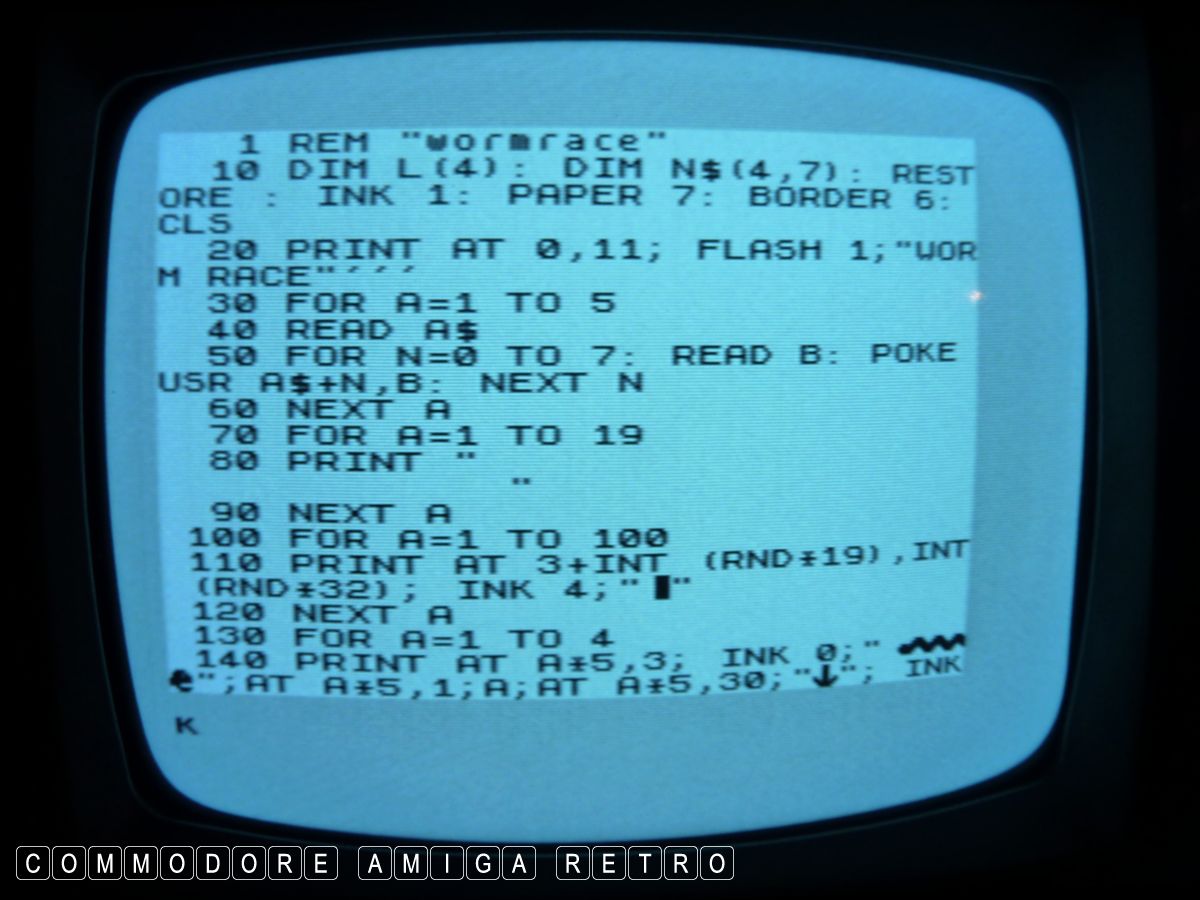 1 REM "wormrace"
10 DIM L(4): DIM N$(4,7): REST
ORE : INK 1: PAPER 7: BORDER 6:
CLS
20 PRINT AT 0,11; FLASH 1;"WOR
M RACE"'''
30 FOR A=1 TO 5
40 READ A$
50 FOR N=0 TO 7: READ B: POKE
USR A$+N,B: NEXT N
60 NEXT A
70 FOR A=1 TO 19
80 PRINT "
"
90 NEXT A
100 FOR A=1 TO 100
110 PRINT AT 3+INT (RND*19),INT
(RND*32); INK 4;" ▮"
120 NEXT A
130 FOR A=1 TO 4
140 PRINT AT A*5,3; INK 0;"
";AT A*5,1;A;AT A*5,30;"↓"; INK
K
COMMODORE AMIGA RETRO